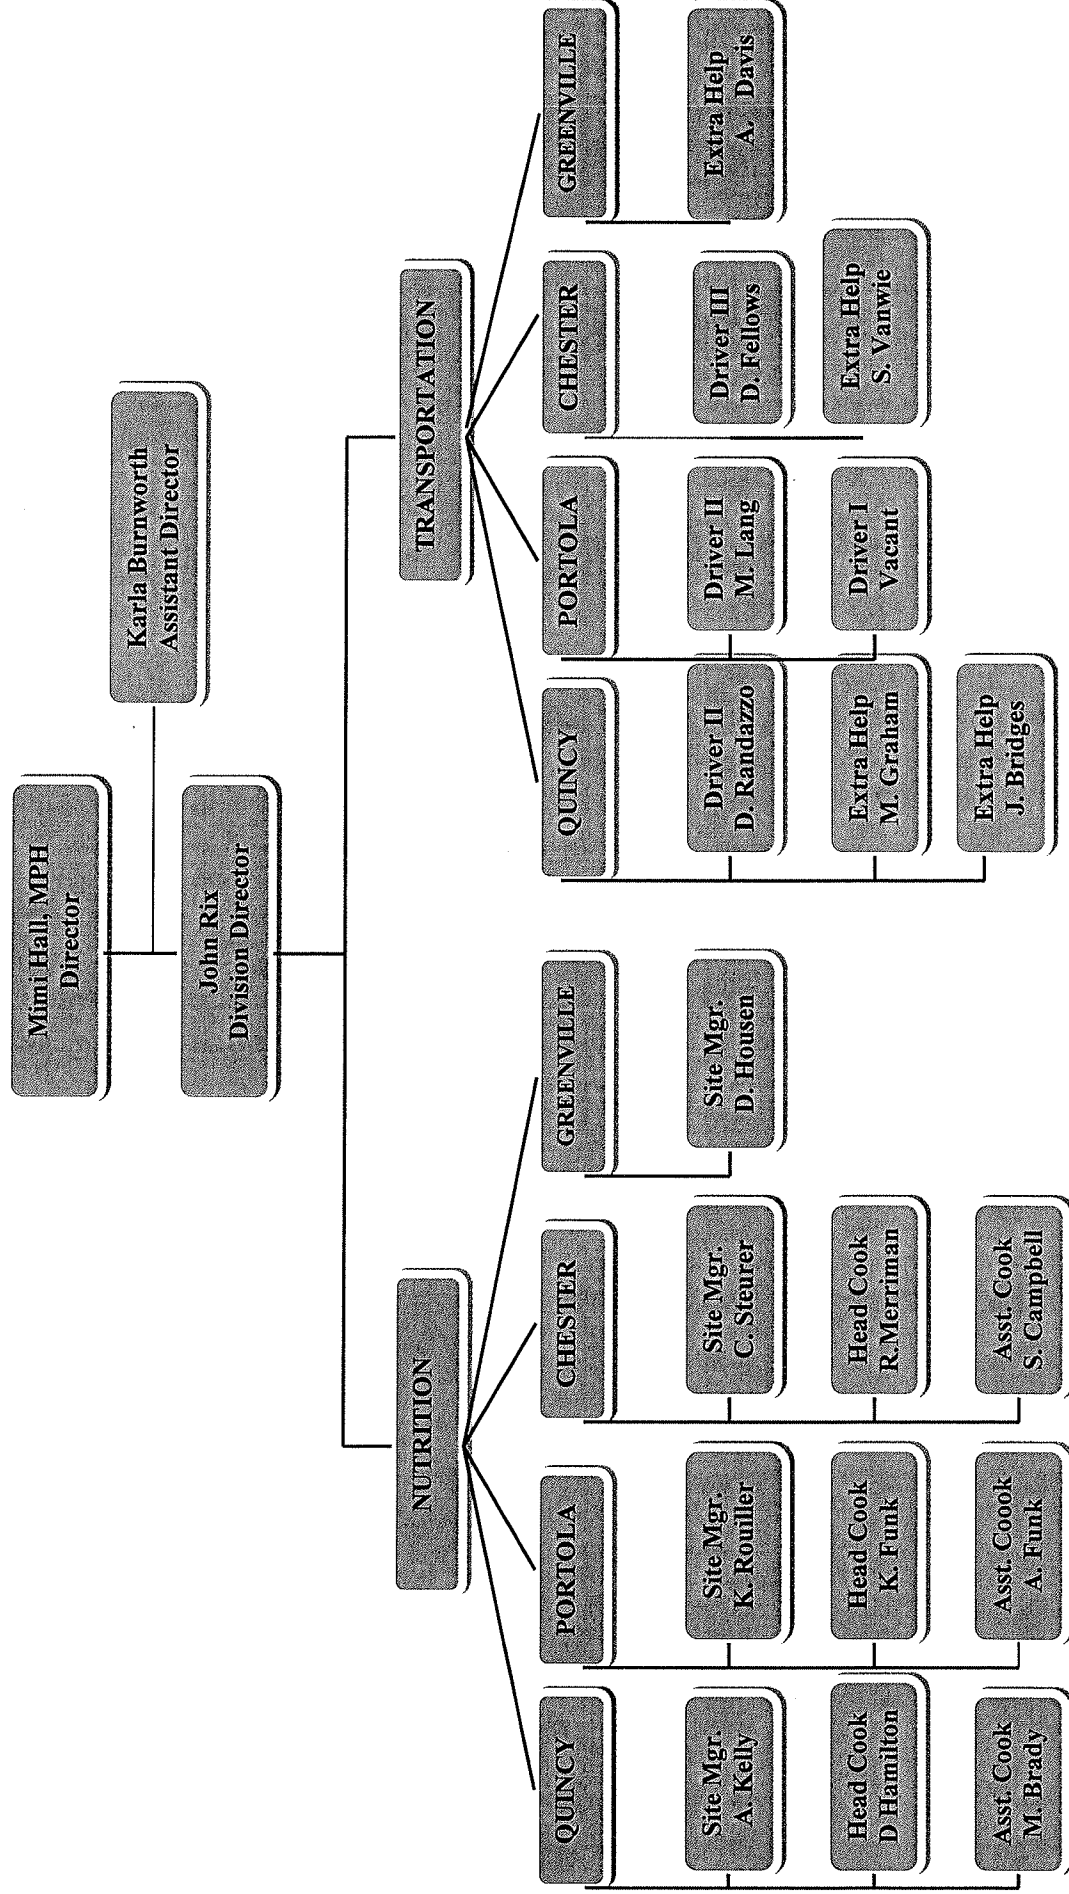 Mimi Hall, MPH
Director
Karla Burnworth
Assistant Director
John Rix
Division Director
NUTRITION
TRANSPORTATION
QUINCY
PORTOLA
CHESTER
GREENVILLE
QUINCY
PORTOLA
CHESTER
GREENVILLE
Site Mgr.
A. Kelly
Site Mgr.
K. Rouiller
Site Mgr.
C. Steurer
Site Mgr.
D. Housen
Driver II
D. Randazzo
Driver II
M. Lang
Driver III
D. Fellows
Extra Help
A. Davis
Head Cook
D Hamilton
Head Cook
K. Funk
Head Cook
R.Merriman
Extra Help
M. Graham
Driver I
Vacant
Extra Help
S. Vanwie
Asst. Cook
M. Brady
Asst. Coook
A. Funk
Asst. Cook
S. Campbell
Extra Help
J. Bridges